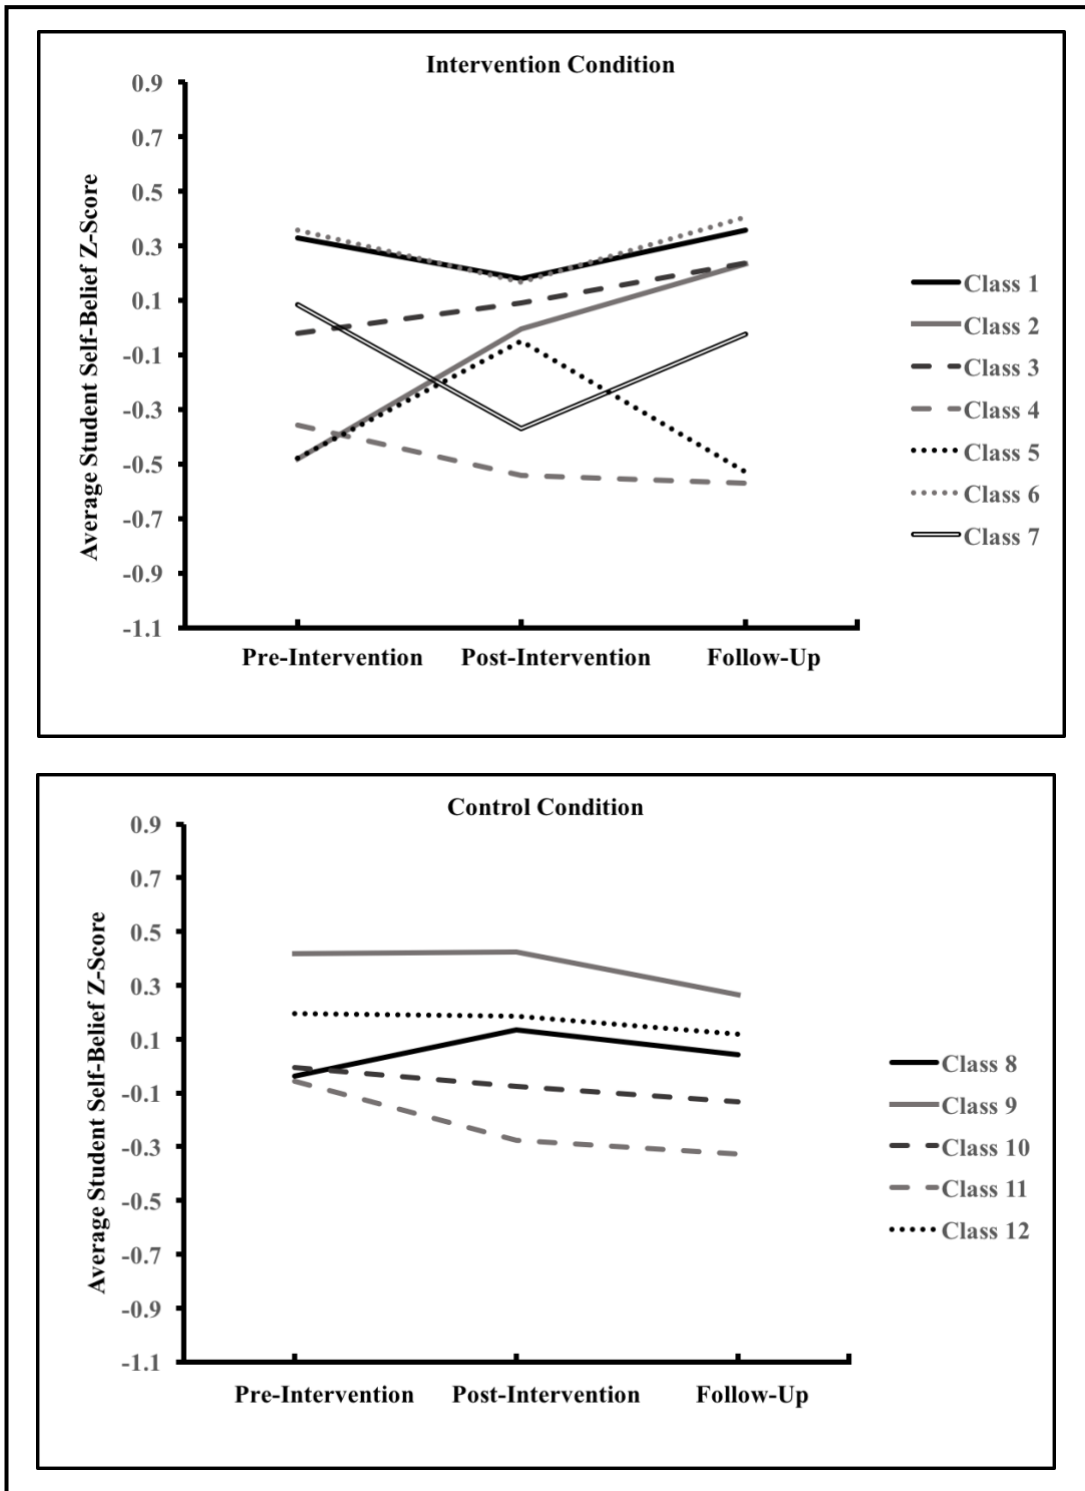 Intervention Condition
Average Student Self-Belief Z-Score
0.9
0.7
0.5
0.3
0.1
-0.1
-0.3
-0.5
-0.7
-0.9
-1.1
Pre-Intervention Post-Intervention Follow-Up
Class 1
Class 2
Class 3
Class 4
Class 5
Class 6
Class 7
Control Condition
Average Student Self-Belief Z-Score
0.9
0.7
0.5
0.3
0.1
-0.1
-0.3
-0.5
-0.7
-0.9
-1.1
Pre-Intervention Post-Intervention Follow-Up
Class 8
Class 9
Class 10
Class 11
Class 12